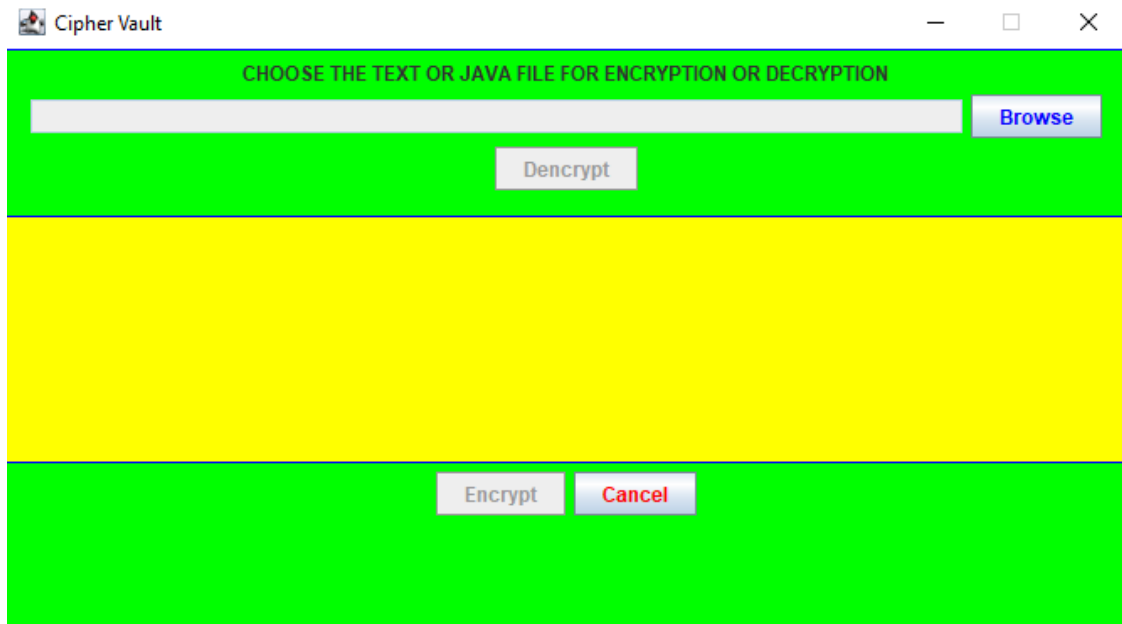 Cipher Vault
CHOOSE THE TEXT OR JAVA FILE FOR ENCRYPTION OR DECRYPTION
Browse
Dencrypt
Encrypt Cancel